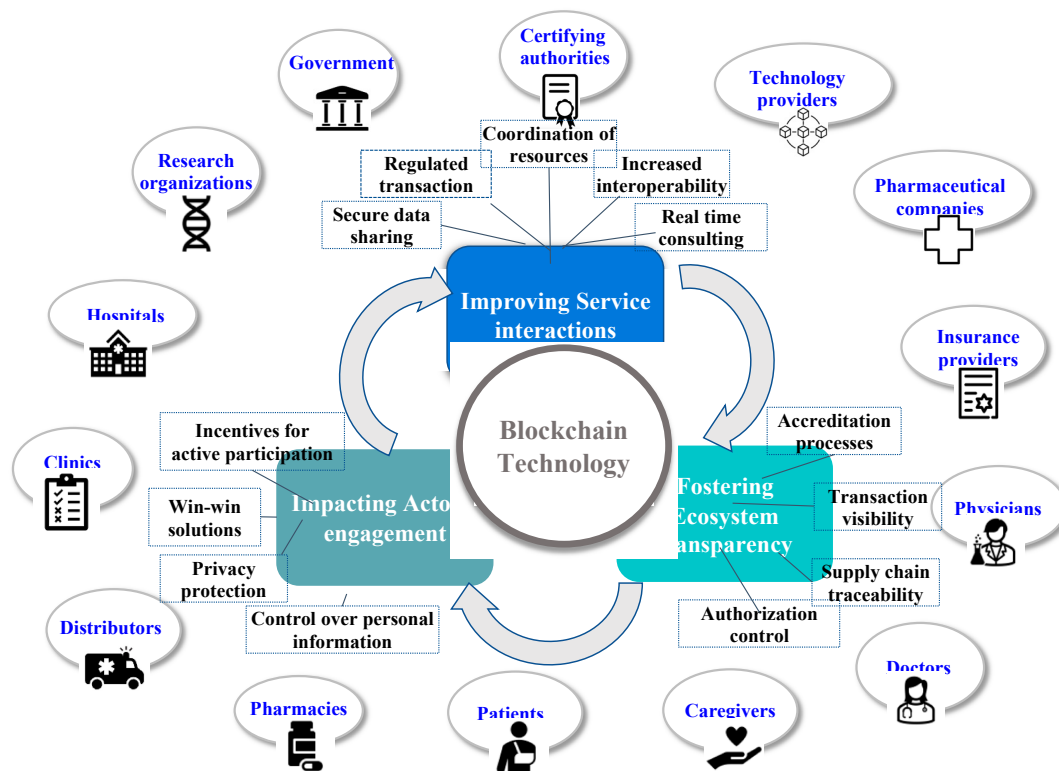 Certifying
authorities
Government
Technology
providers
Coordination of
resources
Regulated
transaction
Increased
interoperability
Research
organizations
Pharmaceutical
companies
Secure data
sharing
Real time
consulting
Improving Service
interactions
Hospitals
Insurance
providers
Blockchain
Technology
Accreditation
processes
Incentives for
active participation
Clinics
Impacting Acto
engagement
Fostering
Ecosystem
ansparency
Transaction
visibility
Physicians
Win-win
solutions
Privacy
protection
Supply chain
traceability
Control over personal
information
Authorization
control
Distributors
Doctors
Pharmacies
Patients
Caregivers